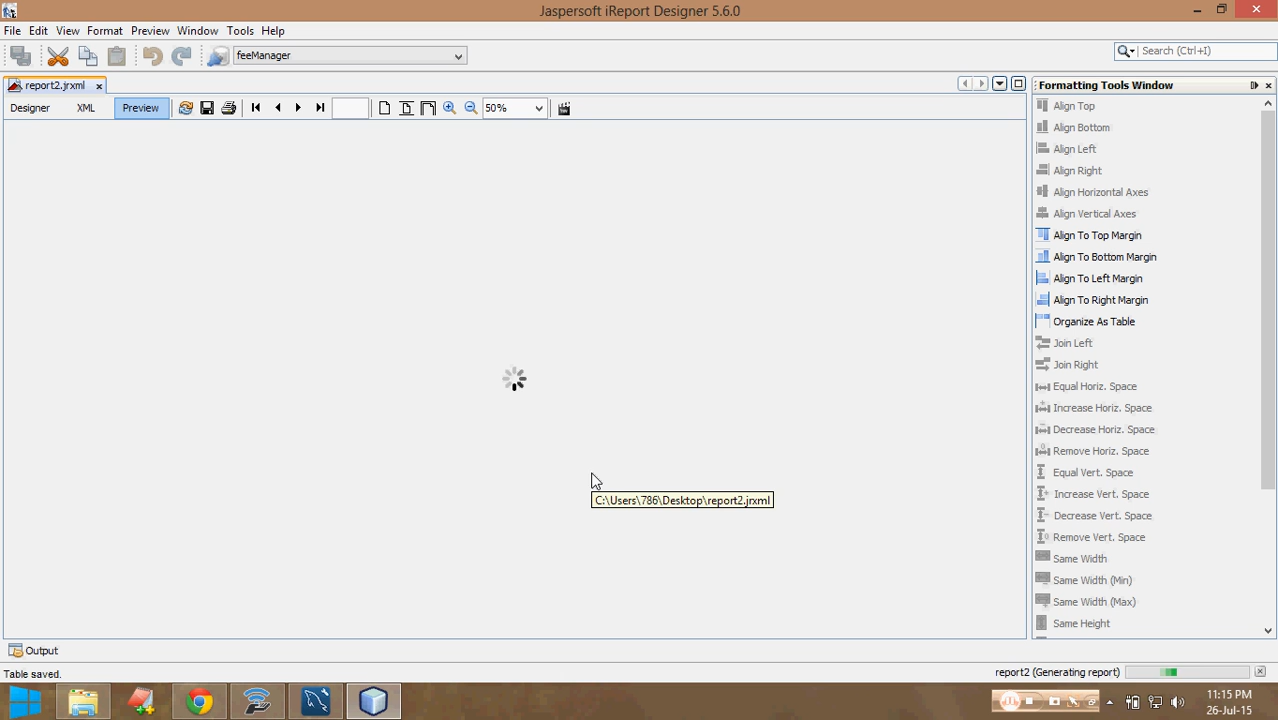 Jaspersoft iReport Designer 5.6.0
File Edit View Format Preview Window Tools Help
feeManager
Search (Ctrl+I)
report2.jrxml
Formatting Tools Window
Designer XML Preview 50%
Align Top
Align Bottom
Align Left
Align Right
Align Horizontal Axes
Align Vertical Axes
Align To Top Margin
Align To Bottom Margin
Align To Left Margin
Align To Right Margin
Organize As Table
Join Left
Join Right
Equal Horiz. Space
Increase Horiz. Space
Decrease Horiz. Space
Remove Horiz. Space
Equal Vert. Space
Increase Vert. Space
Decrease Vert. Space
Remove Vert. Space
Same Width
Same Width (Min)
Same Width (Max)
Same Height
C:\Users\786\Desktop\report2.jrxml
Output
Table saved.
report2 (Generating report)
11:15 PM
26-Jul-15